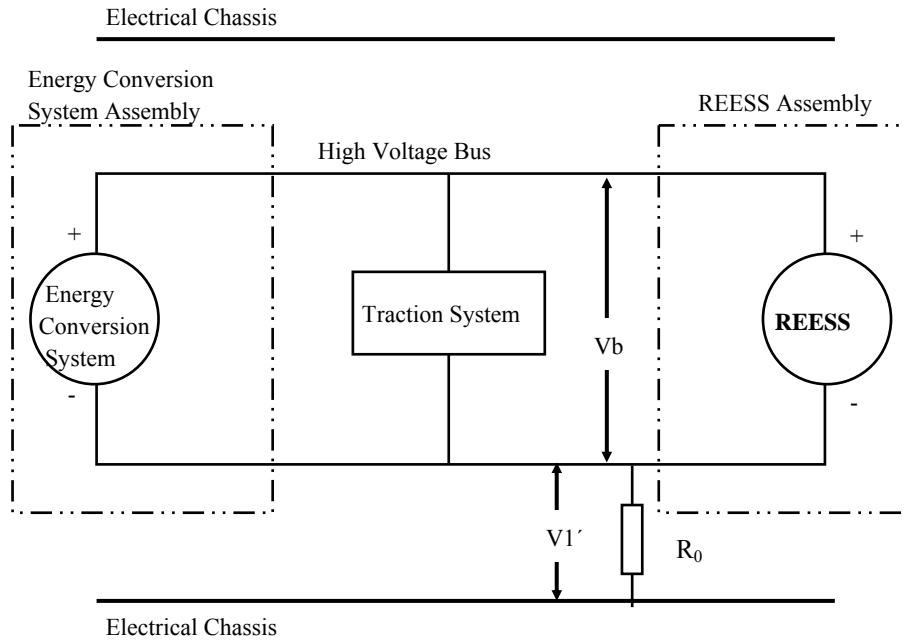 Electrical Chassis
Energy Conversion
System Assembly
REESS Assembly
High Voltage Bus
+
+
Energy
Conversion
System
Traction System
REESS
Vb
-
-
V1´
R₀
Electrical Chassis